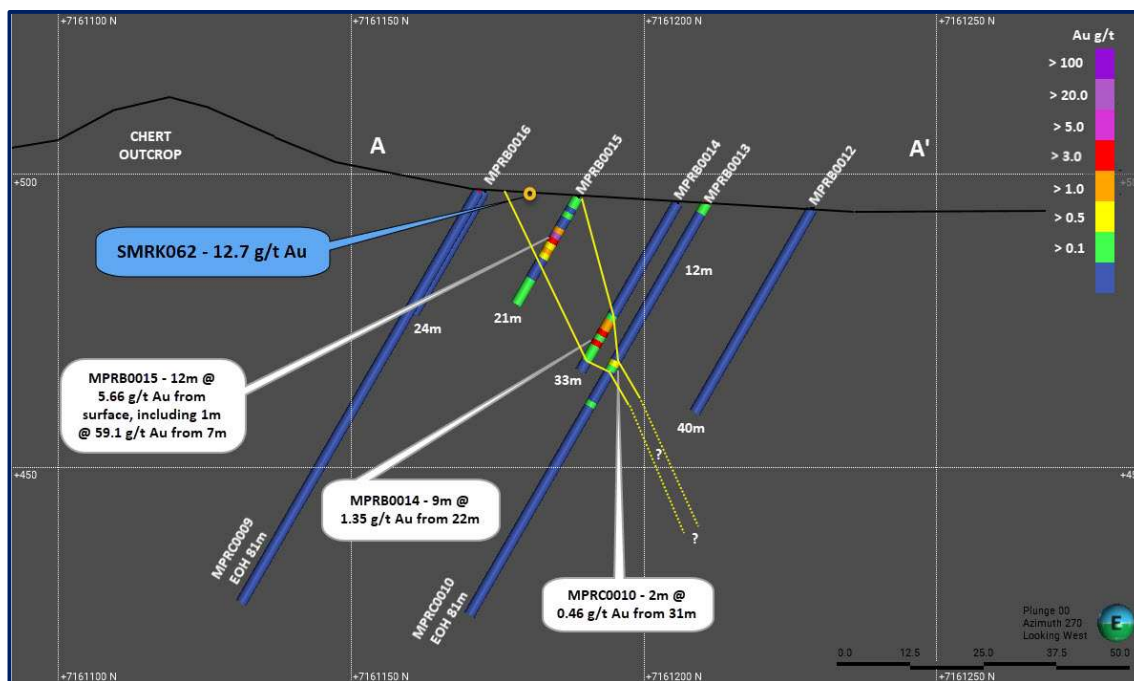 +7161100 N
+7161150 N
+7161200 N
+7161250 N
Au g/t
> 100
> 20.0
> 5.0
> 3.0
> 1.0
> 0.5
> 0.1
CHERT
OUTCROP
A
A'
MPRB0016
MPRB0015
MPRB0014
MPRB0013
MPRB0012
+500
SMRK062 - 12.7 g/t Au
12m
21m
24m
33m
40m
MPRB0015 - 12m @
5.66 g/t Au from
surface, including 1m
@ 59.1 g/t Au from 7m
+450
?
?
MPRB0014 - 9m @
1.35 g/t Au from 22m
MPRC0009
EOH 81m
MPRC0010
EOH 81m
MPRC0010 - 2m @
0.46 g/t Au from 31m
Plunge 00
Azimuth 270
Looking West
E
0.0 12.5 25.0 37.5 50.0
+7161100 N
+7161150 N
+7161200 N
+7161250 N